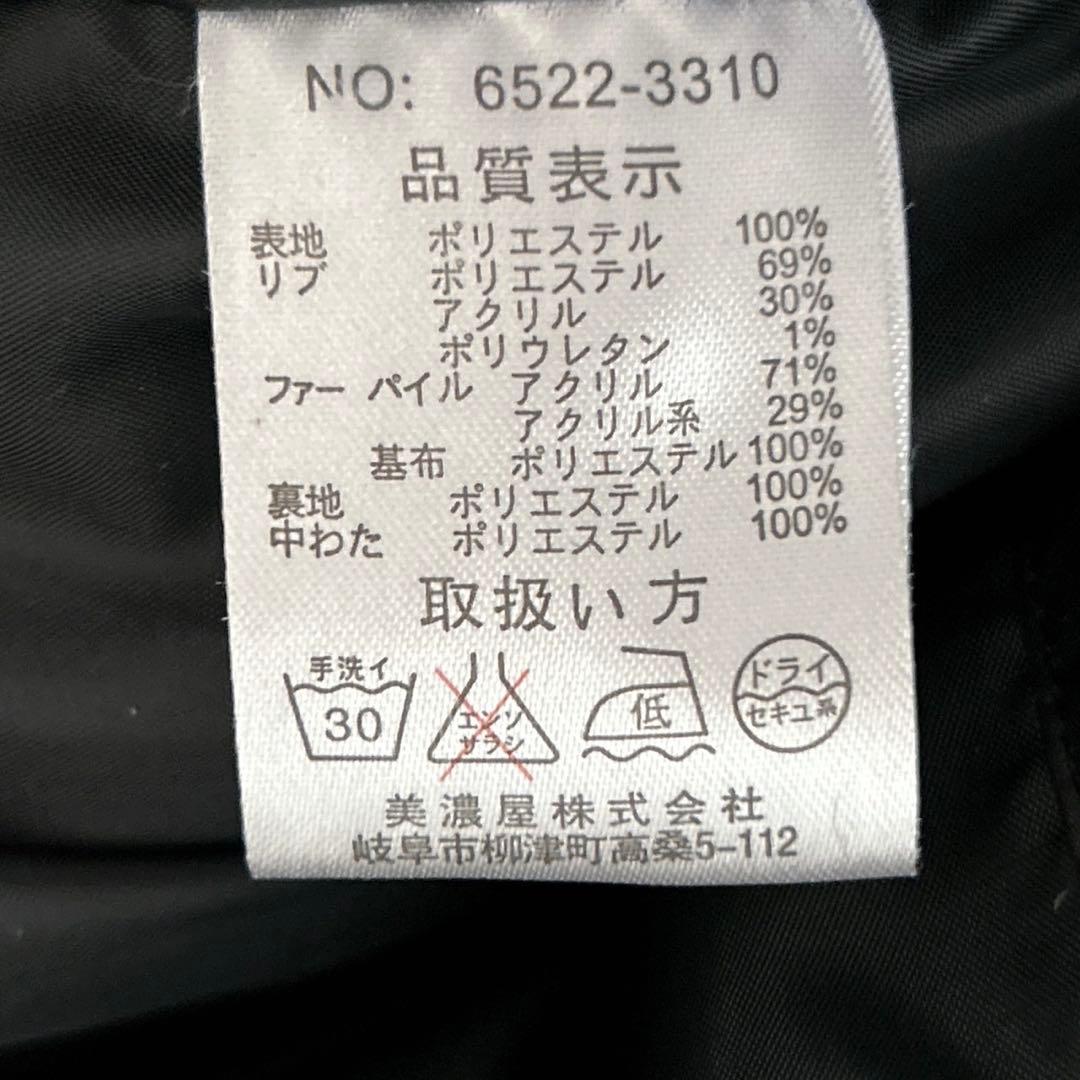 NO: 6522-3310
品質表示
表地 ポリエステル 100%
リブ ポリエステル 69%
アクリル 30%
ポリウレタン 1%
ファー パイル アクリル 71%
アクリル系 29%
基布 ポリエステル 100%
裏地 ポリエステル 100%
中わた ポリエステル 100%
取扱い方
手洗イ 30
エンソ サラシ
低
ドライ セキユ系
美濃屋株式会社
岐阜市柳津町高桑5-112